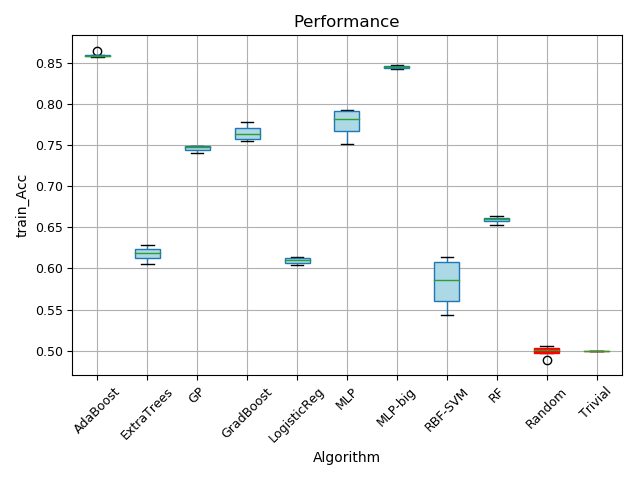 Performance
train_Acc
0.85
0.80
0.75
0.70
0.65
0.60
0.55
0.50
AdaBoost
ExtraTrees
GP
GradBoost
LogisticReg
MLP
MLP-big
RBF-SVM
RF
Random
Trivial
Algorithm